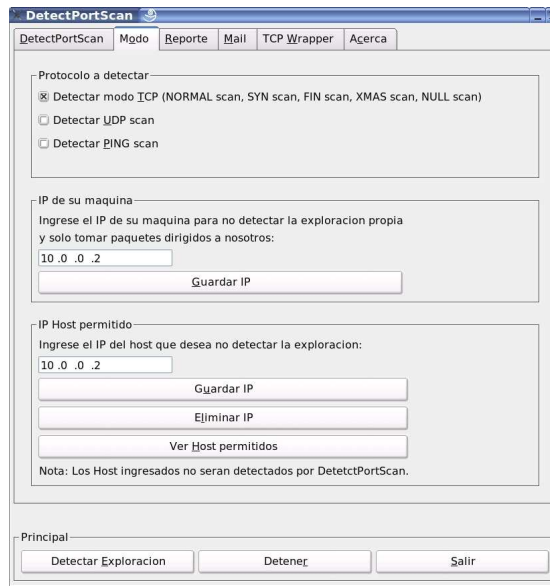 DetectPortScan
DetectPortScan Modo Reporte Mail TCP Wrapper Acerca
Protocolo a detectar
Detectar modo TCP (NORMAL scan, SYN scan, FIN scan, XMAS scan, NULL scan)
Detectar UDP scan
Detectar PING scan
IP de su maquina
Ingrese el IP de su maquina para no detectar la exploracion propia
y solo tomar paquetes dirigidos a nosotros:
10 .0 .0 .2
Guardar IP
IP Host permitido
Ingrese el IP del host que desea no detectar la exploracion:
10 .0 .0 .2
Guardar IP
Eliminar IP
Ver Host permitidos
Nota: Los Host ingresados no seran detectados por DetetctPortScan.
Principal
Detectar Exploracion Detener Salir